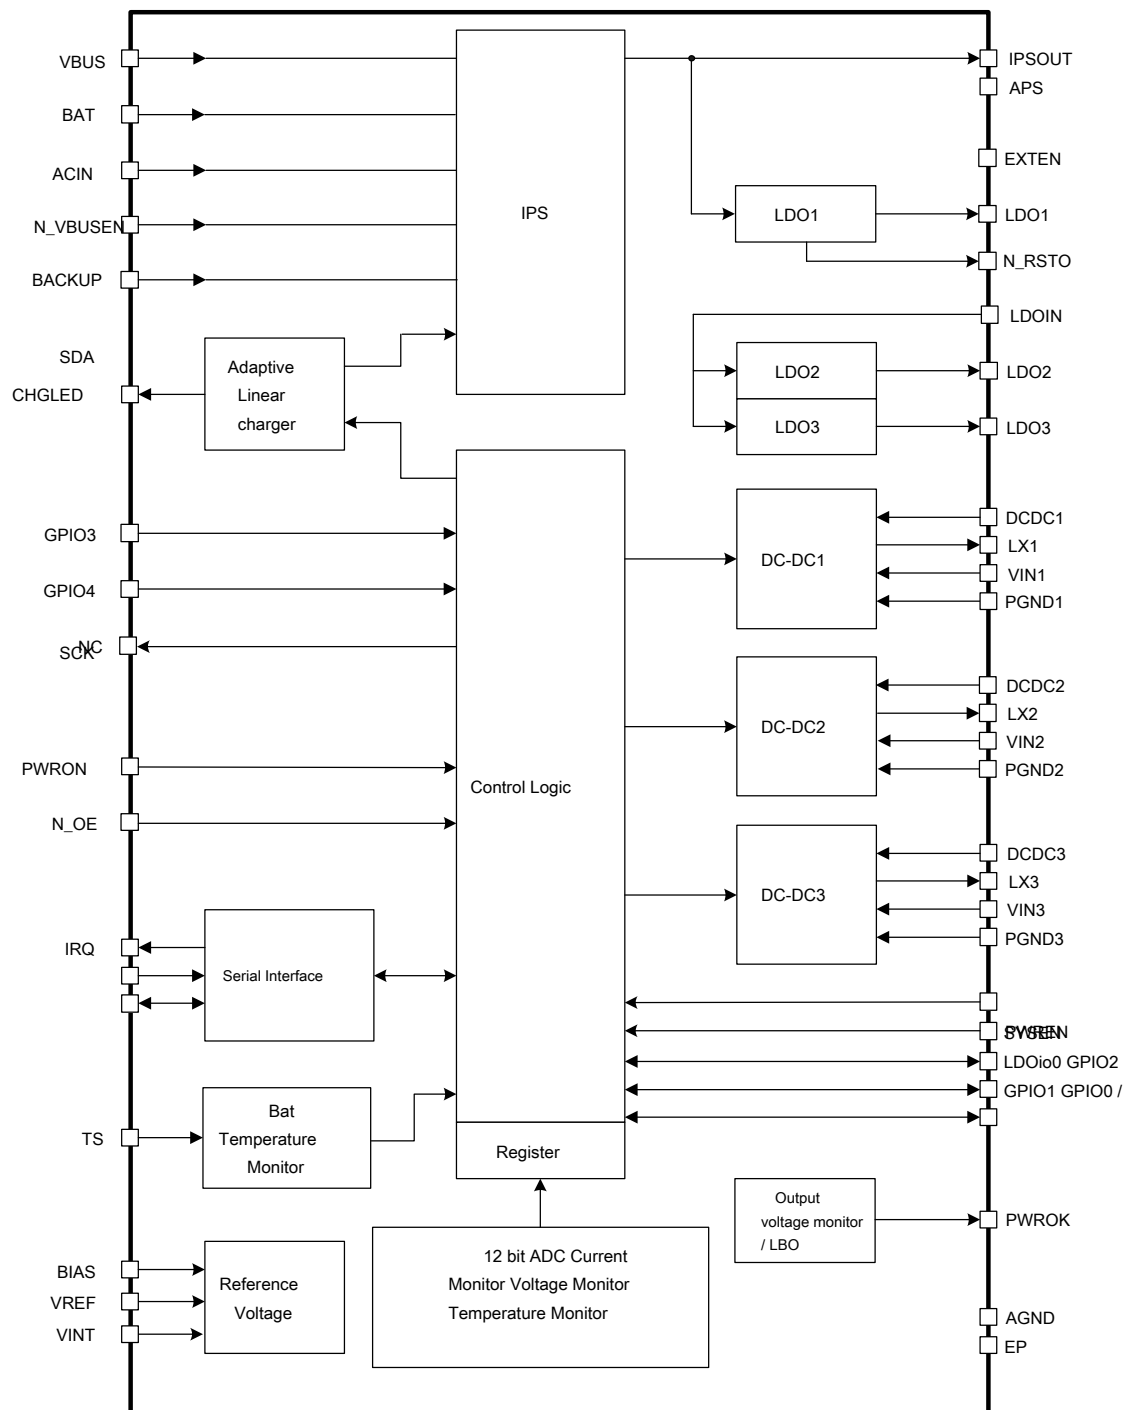 VBUS
BAT
ACIN
N_VBUSEN
BACKUP
SDA
CHGLED
GPIO3
GPIO4
NC
SCK
PWRON
N_OE
IRQ
TS
BIAS
VREF
VINT
IPS
Adaptive
Linear
charger
Control Logic
Serial Interface
Bat
Temperature
Monitor
Register
Reference
Voltage
12 bit ADC Current
Monitor Voltage Monitor
Temperature Monitor
LDO1
LDO2
LDO3
DC-DC1
DC-DC2
DC-DC3
Output
voltage monitor
/ LBO
IPSOUT
APS
EXTEN
LDO1
N_RSTO
LDOIN
LDO2
LDO3
DCDC1
LX1
VIN1
PGND1
DCDC2
LX2
VIN2
PGND2
DCDC3
LX3
VIN3
PGND3
PWREN
SYSEN
LDOio0 GPIO2
GPIO1 GPIO0 /
PWROK
AGND
EP